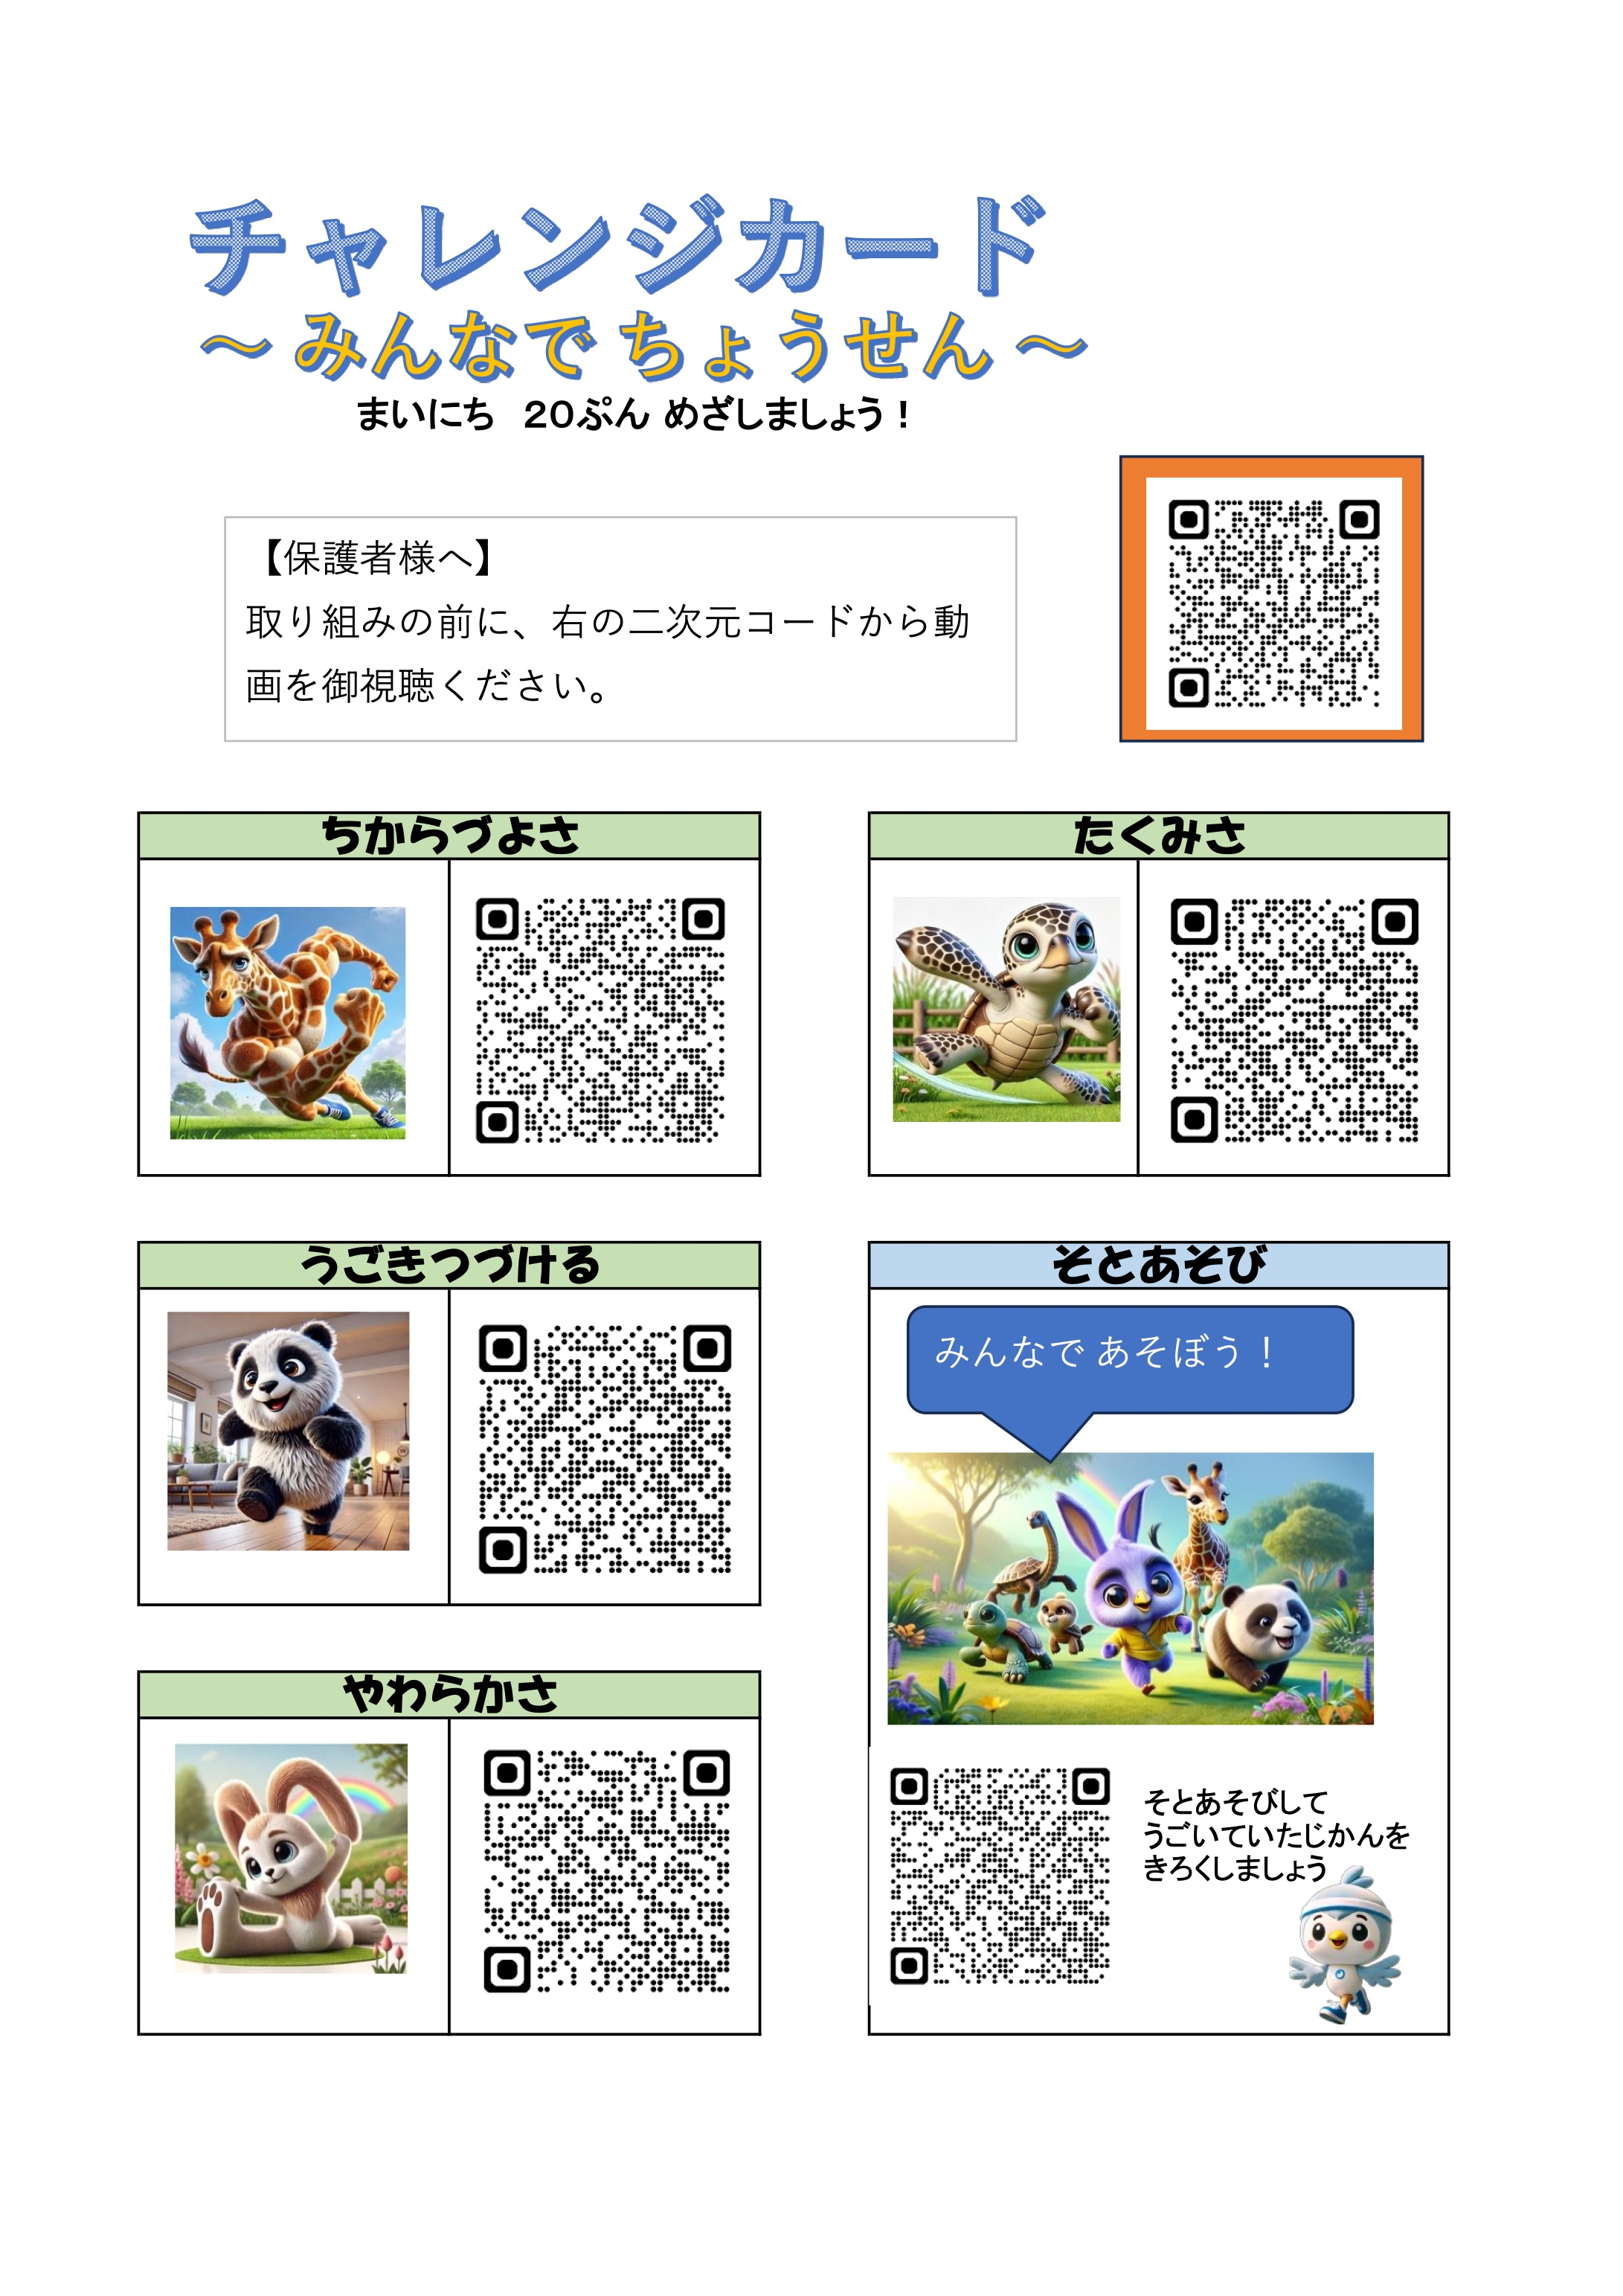 チャレンジカード
～ みんなで ちょうせん ～
まいにち　20ぷん めざしましょう！
【保護者様へ】
取り組みの前に、右の二次元コードから動
画を御視聴ください。
ちからづよさ
たくみさ
うごきつづける
そとあそび
みんなで あそぼう！
やわらかさ
そとあそびして
うごいていたじかんを
きろくしましょう